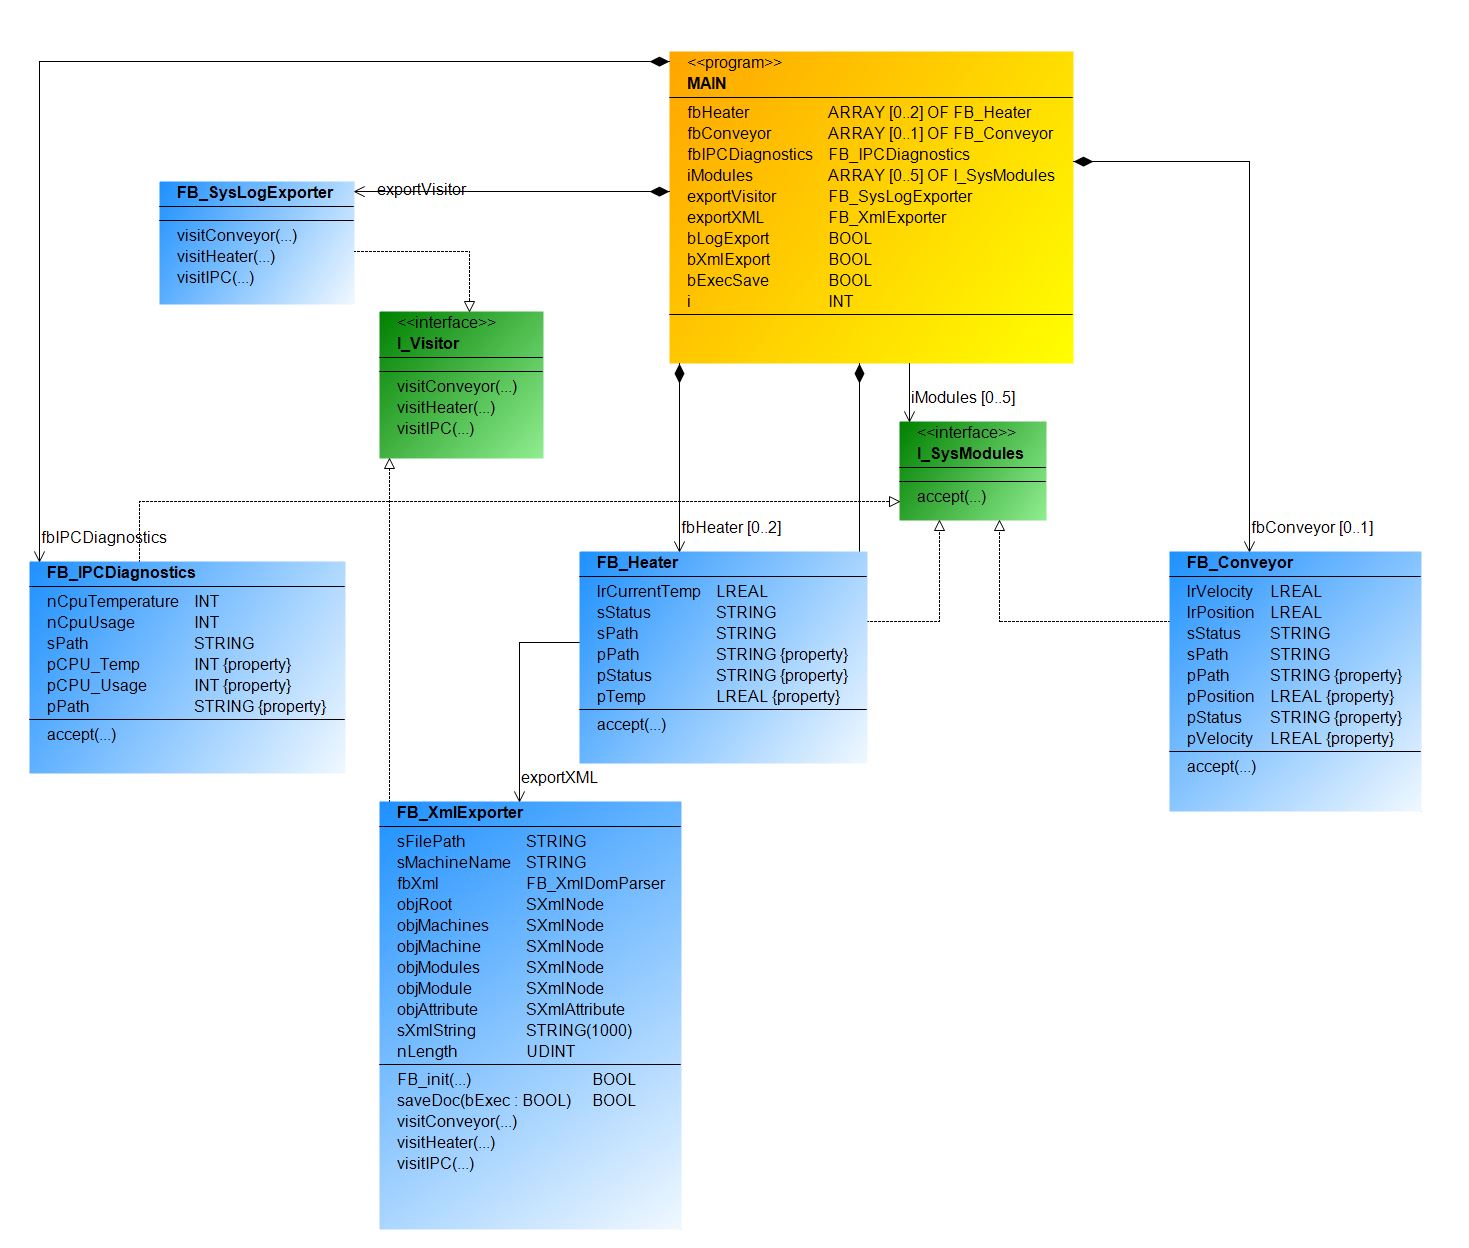 <<program>>
MAIN
fbHeater ARRAY [0..2] OF FB_Heater
fbConveyor ARRAY [0..1] OF FB_Conveyor
fbIPCDiagnostics FB_IPCDiagnostics
iModules ARRAY [0..5] OF I_SysModules
exportVisitor FB_SysLogExporter
exportXML FB_XmlExporter
bLogExport BOOL
bXmlExport BOOL
bExecSave BOOL
i INT
exportVisitor
FB_SysLogExporter
visitConveyor(...)
visitHeater(...)
visitIPC(...)
<<interface>>
I_Visitor
visitConveyor(...)
visitHeater(...)
visitIPC(...)
iModules [0..5]
<<interface>>
I_SysModules
accept(...)
fbIPCDiagnostics
FB_IPCDiagnostics
nCpuTemperature INT
nCpuUsage INT
sPath STRING
pCPU_Temp INT {property}
pCPU_Usage INT {property}
pPath STRING {property}
accept(...)
fbHeater [0..2]
FB_Heater
lrCurrentTemp LREAL
sStatus STRING
sPath STRING
pPath STRING {property}
pStatus STRING {property}
pTemp LREAL {property}
accept(...)
fbConveyor [0..1]
FB_Conveyor
lrVelocity LREAL
lrPosition LREAL
sStatus STRING
sPath STRING
pPath STRING {property}
pPosition LREAL {property}
pStatus STRING {property}
pVelocity LREAL {property}
accept(...)
exportXML
FB_XmlExporter
sFilePath STRING
sMachineName STRING
fbXml FB_XmlDomParser
objRoot SXmlNode
objMachines SXmlNode
objMachine SXmlNode
objModules SXmlNode
objModule SXmlNode
objAttribute SXmlAttribute
sXmlString STRING(1000)
nLength UDINT
FB_init(...) BOOL
saveDoc(bExec : BOOL) BOOL
visitConveyor(...)
visitHeater(...)
visitIPC(...)